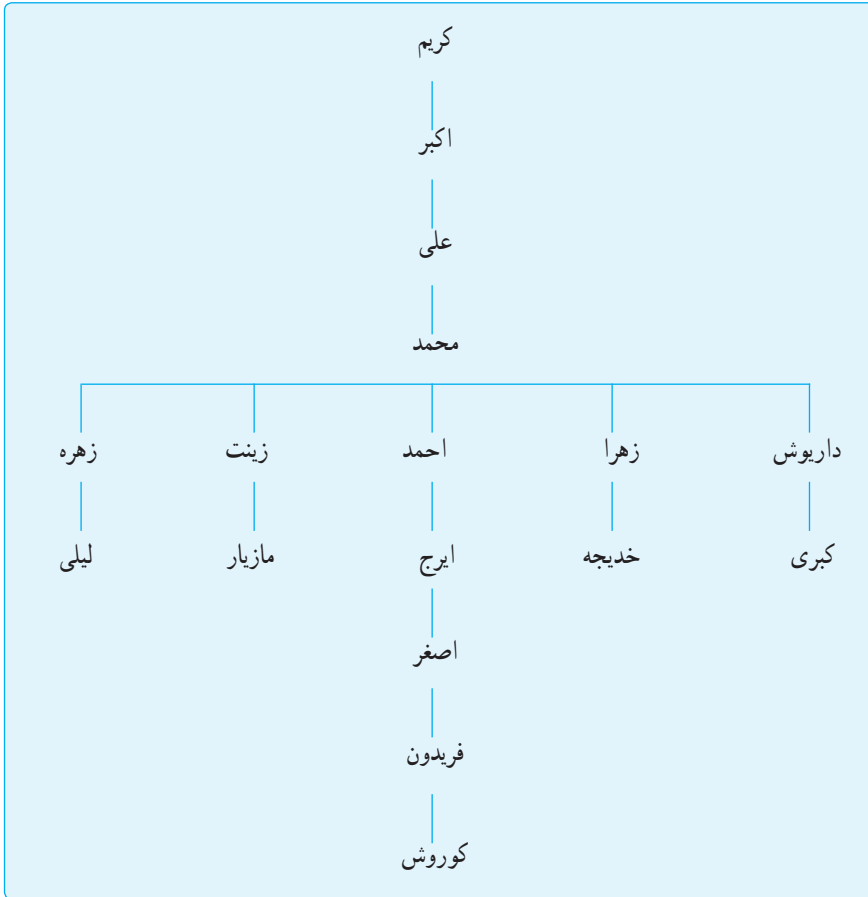 کریم
اکبر
علی
محمد
داریوش زهرا احمد زینت زهره
کبری خدیجه ایرج مازیار لیلی
اصغر
فریدون
کوروش